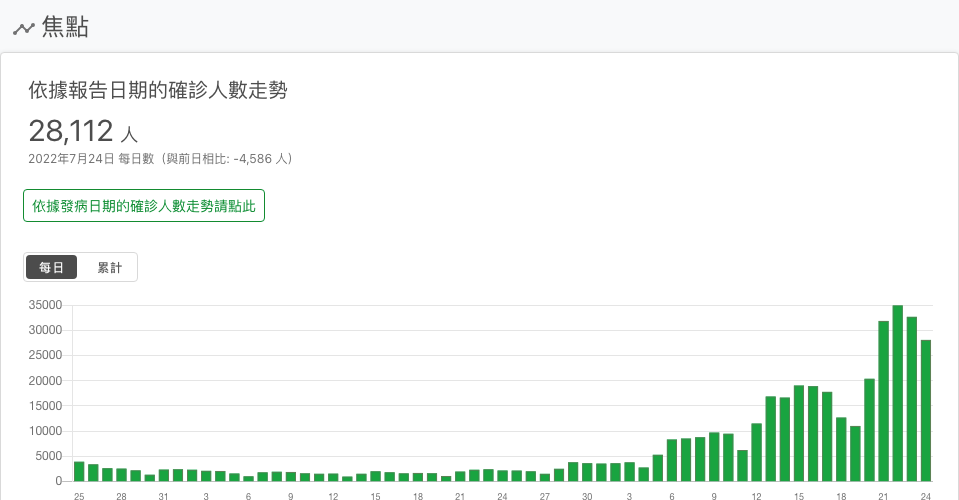 焦點
依據報告日期的確診人數走勢
28,112 人
2022年7月24日 每日數（與前日相比: -4,586 人）
依據發病日期的確診人數走勢請點此
每日 累計
35000
30000
25000
20000
15000
10000
5000
0
25 28 31 3 6 9 12 15 18 21 24 27 30 3 6 9 12 15 18 21 24